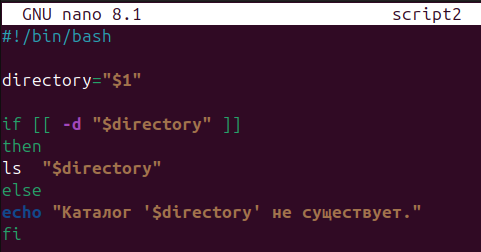 GNU nano 8.1 script2
#!/bin/bash
directory="$1"
if [[ -d "$directory" ]]
then
ls  "$directory"
else
echo "Каталог '$directory' не существует."
fi